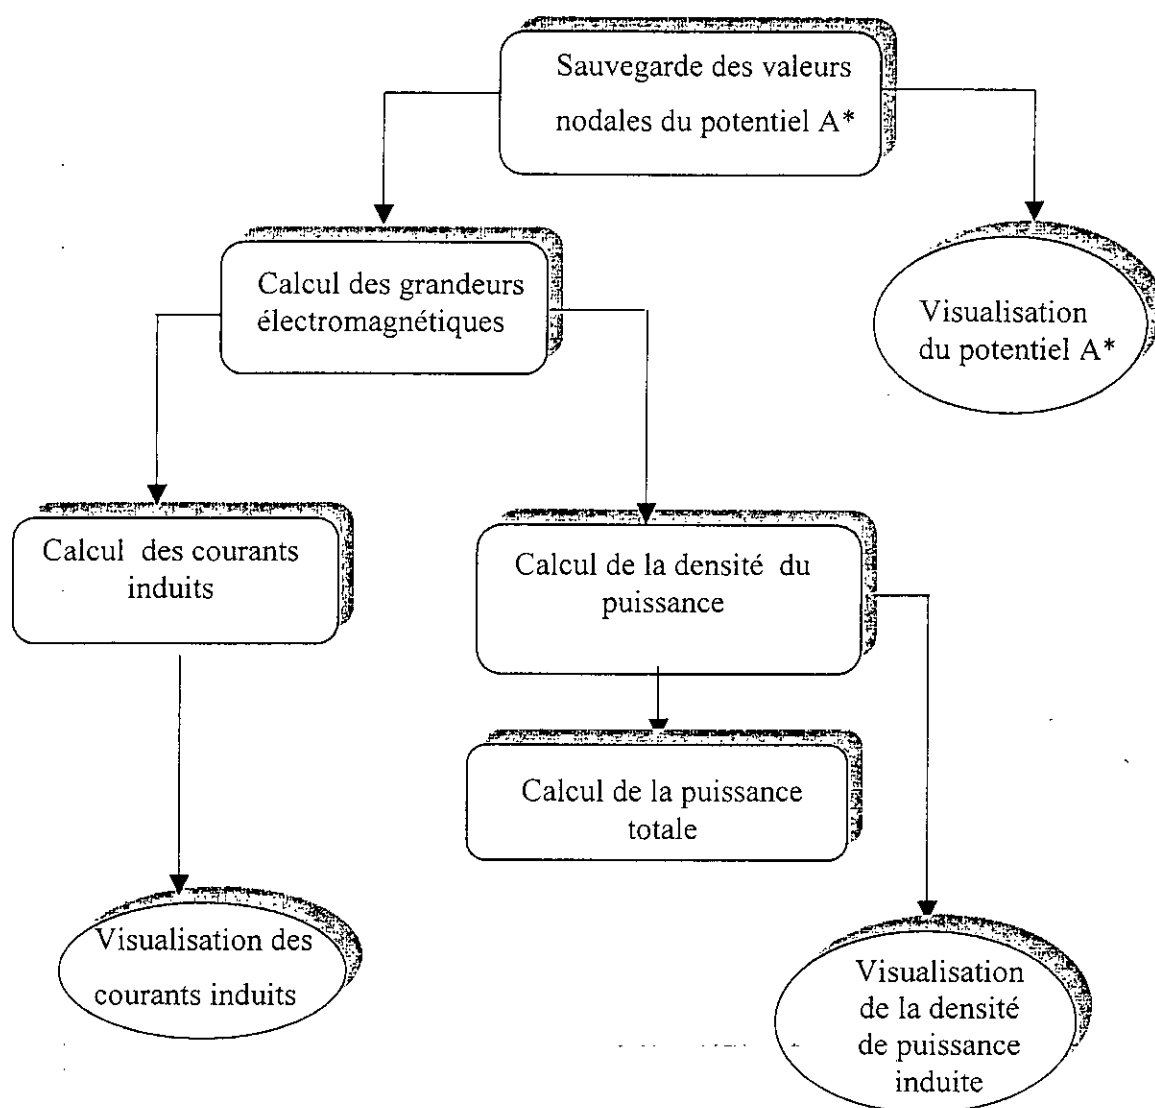 Sauvegarde des valeurs
nodales du potentiel A*
Calcul des grandeurs
électromagnétiques
Visualisation
du potentiel A*
Calcul des courants
induits
Calcul de la densité du
puissance
Calcul de la puissance
totale
Visualisation des
courants induits
Visualisation
de la densité
de puissance
induite